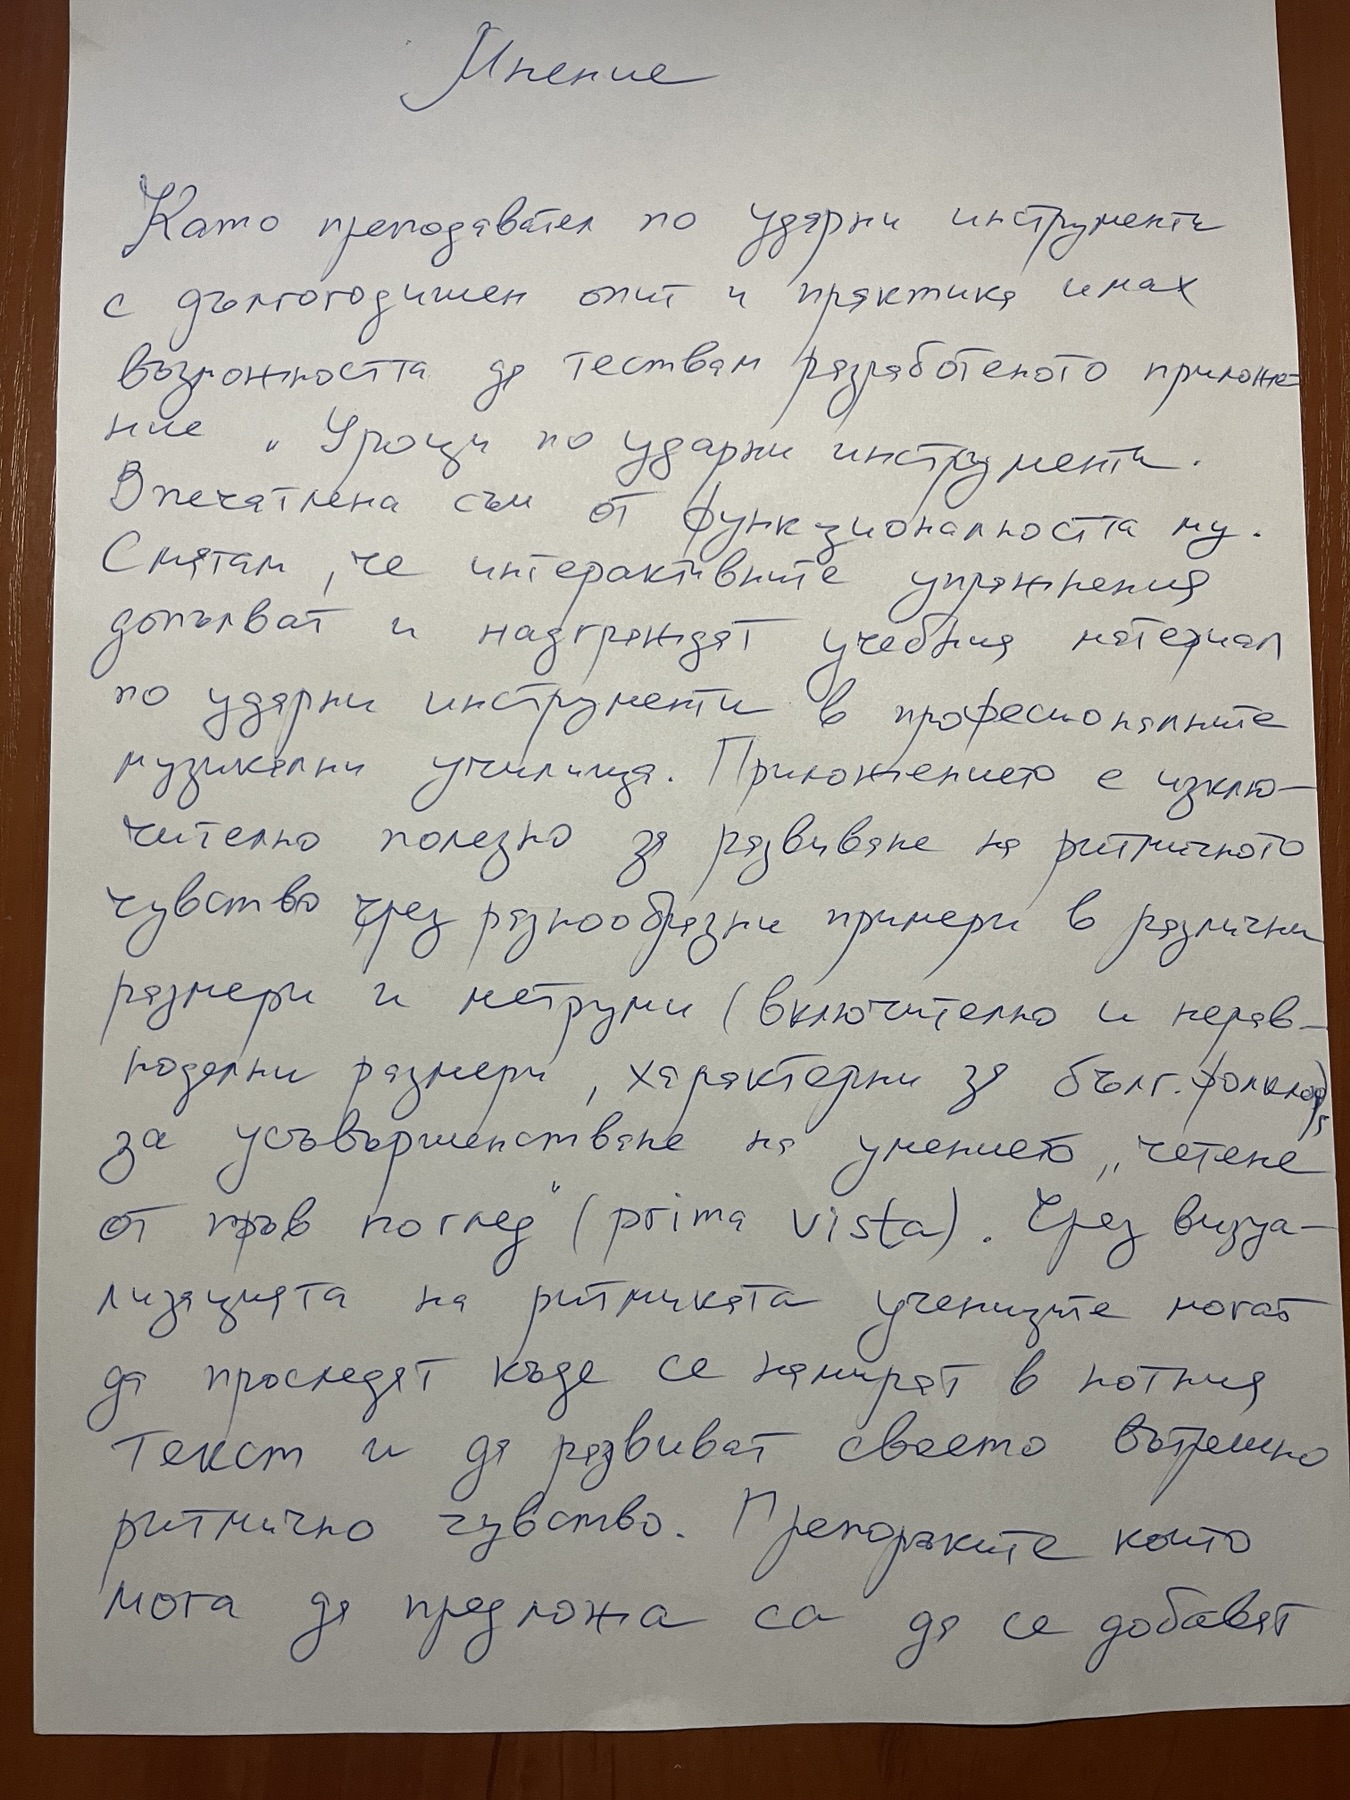 Мнение
Като преподавател по ударни инструменти
с дългогодишен опит и практика имах
възможността да тествам разработеното приложе-
ние „Уроци по ударни инструменти.
Впечатлена съм от функционалността му.
Смятам, че интерактивните упражнения
допълват и надграждат учебния материал
по ударни инструменти в професионалните
музикални училища. Приложението е изклю-
чително полезно за развиване на ритмичното
чувство чрез разнообразни примери в различни
размери и метруми (включително и нерав-
ноделни размери, характерни за бълг. фолклор)
за усъвършенстване на умението „четене
от пръв поглед" (prima vista). Чрез визуа-
лизацията на ритмиката учениците могат
да проследят къде се намират в нотния
текст и да развиват своето вътрешно
ритмично чувство. Препоръките които
мога да предложа са да се добавят